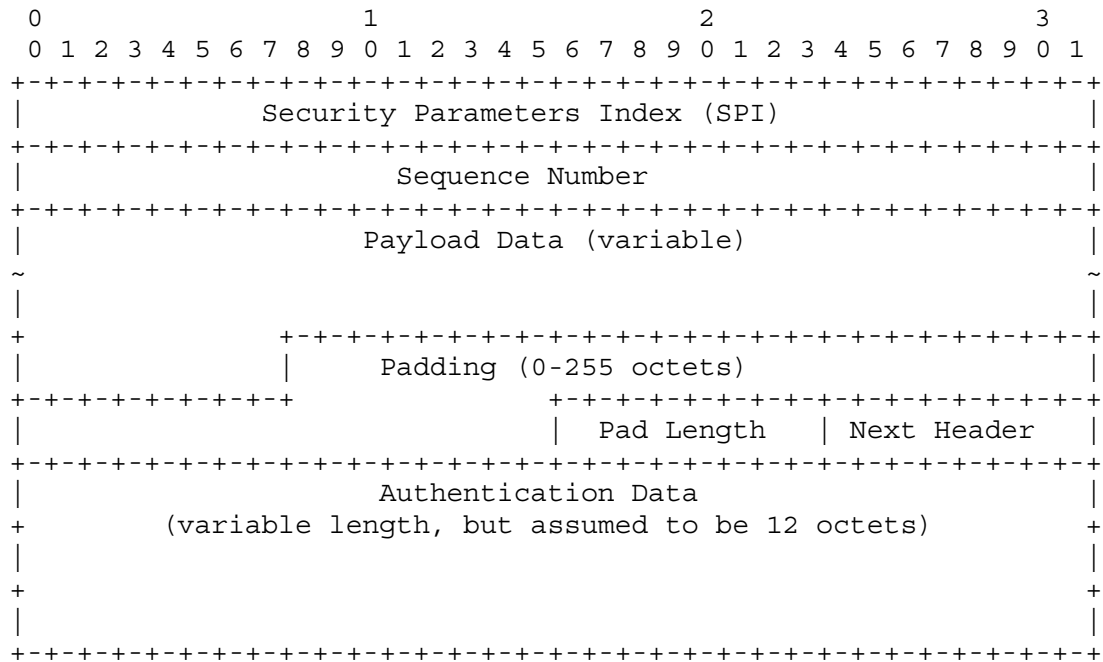 0                   1                   2                   3
0 1 2 3 4 5 6 7 8 9 0 1 2 3 4 5 6 7 8 9 0 1 2 3 4 5 6 7 8 9 0 1
+-+-+-+-+-+-+-+-+-+-+-+-+-+-+-+-+-+-+-+-+-+-+-+-+-+-+-+-+-+-+-+-+
|              Security Parameters Index (SPI)                  |
+-+-+-+-+-+-+-+-+-+-+-+-+-+-+-+-+-+-+-+-+-+-+-+-+-+-+-+-+-+-+-+-+
|                      Sequence Number                          |
+-+-+-+-+-+-+-+-+-+-+-+-+-+-+-+-+-+-+-+-+-+-+-+-+-+-+-+-+-+-+-+-+
|                    Payload Data (variable)                    |
~                                                               ~
|                                                               |
+               +-+-+-+-+-+-+-+-+-+-+-+-+-+-+-+-+-+-+-+-+-+-+-+-+
|               |     Padding (0-255 octets)                    |
+-+-+-+-+-+-+-+-+               +-+-+-+-+-+-+-+-+-+-+-+-+-+-+-+-+
|                               |  Pad Length   | Next Header   |
+-+-+-+-+-+-+-+-+-+-+-+-+-+-+-+-+-+-+-+-+-+-+-+-+-+-+-+-+-+-+-+-+
|                     Authentication Data                       |
+        (variable length, but assumed to be 12 octets)         +
|                                                               |
+                                                               +
|                                                               |
+-+-+-+-+-+-+-+-+-+-+-+-+-+-+-+-+-+-+-+-+-+-+-+-+-+-+-+-+-+-+-+-+